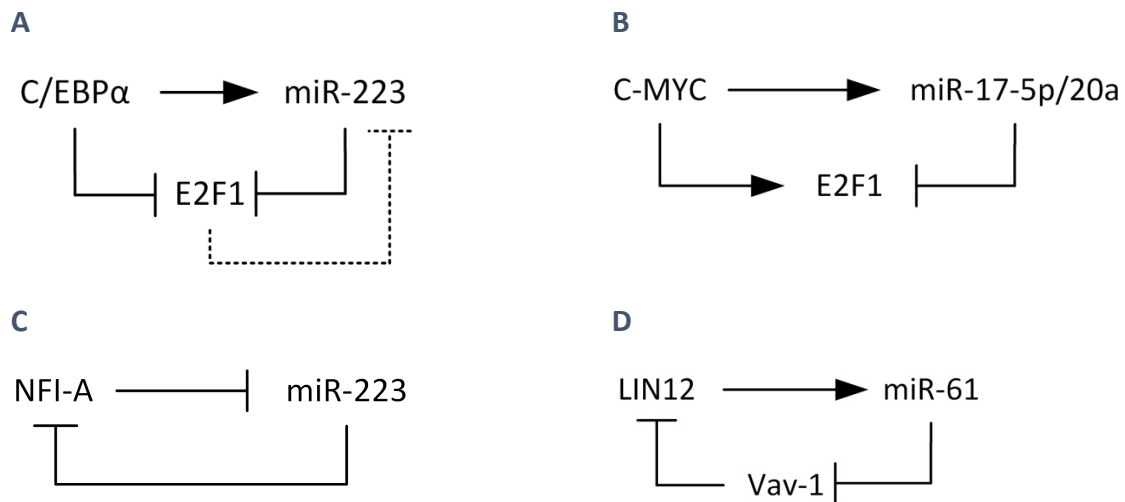 A
C/EBPα
miR-223
E2F1
B
C-MYC
miR-17-5p/20a
E2F1
C
NFI-A
miR-223
D
LIN12
miR-61
Vav-1